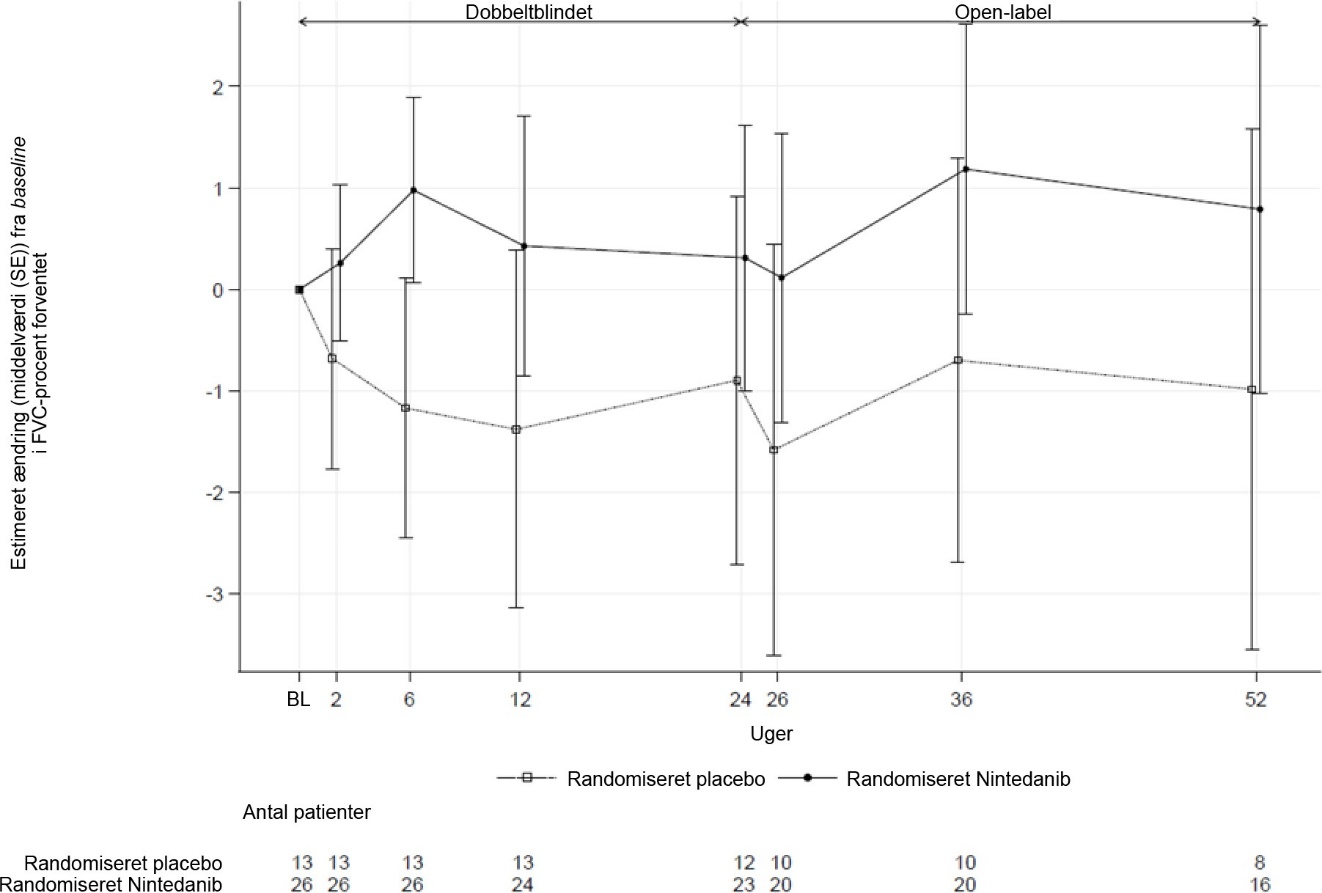 Dobbeltblindet Open-label
Estimeret ændring (middelværdi (SE)) fra baseline
i FVC-procent forventet
2
1
0
-1
-2
-3
BL 2 6 12 24 26 36 52
Uger
Randomiseret placebo Randomiseret Nintedanib
Antal patienter
Randomiseret placebo 13 13 13 13 12 10 10 8
Randomiseret Nintedanib 26 26 26 24 23 20 20 16